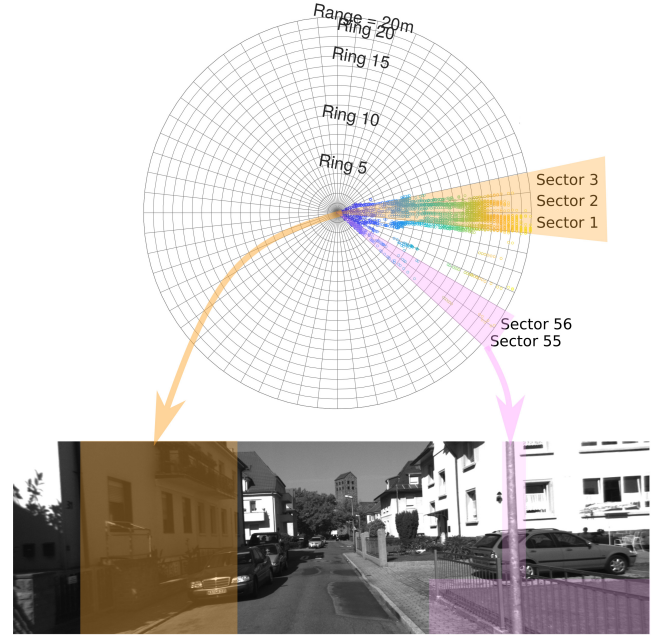 Range = 20m
Ring 20
Ring 15
Ring 10
Ring 5
Sector 3
Sector 2
Sector 1
Sector 56
Sector 55